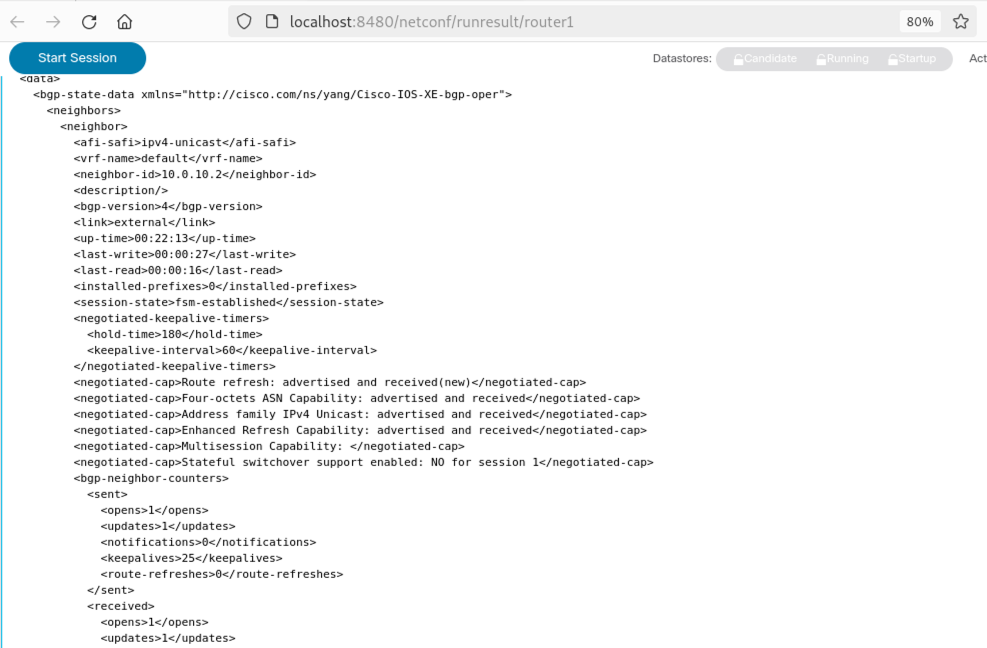 localhost:8480/netconf/runresult/router1
80%
Start Session
Datastores: Candidate Running Startup Act
<data>
<bgp-state-data xmlns="http://cisco.com/ns/yang/Cisco-IOS-XE-bgp-oper">
<neighbors>
<neighbor>
<afi-safi>ipv4-unicast</afi-safi>
<vrf-name>default</vrf-name>
<neighbor-id>10.0.10.2</neighbor-id>
<description/>
<bgp-version>4</bgp-version>
<link>external</link>
<up-time>00:22:13</up-time>
<last-write>00:00:27</last-write>
<last-read>00:00:16</last-read>
<installed-prefixes>0</installed-prefixes>
<session-state>fsm-established</session-state>
<negotiated-keepalive-timers>
<hold-time>180</hold-time>
<keepalive-interval>60</keepalive-interval>
</negotiated-keepalive-timers>
<negotiated-cap>Route refresh: advertised and received(new)</negotiated-cap>
<negotiated-cap>Four-octets ASN Capability: advertised and received</negotiated-cap>
<negotiated-cap>Address family IPv4 Unicast: advertised and received</negotiated-cap>
<negotiated-cap>Enhanced Refresh Capability: advertised and received</negotiated-cap>
<negotiated-cap>Multisession Capability: </negotiated-cap>
<negotiated-cap>Stateful switchover support enabled: NO for session 1</negotiated-cap>
<bgp-neighbor-counters>
<sent>
<opens>1</opens>
<updates>1</updates>
<notifications>0</notifications>
<keepalives>25</keepalives>
<route-refreshes>0</route-refreshes>
</sent>
<received>
<opens>1</opens>
<updates>1</updates>